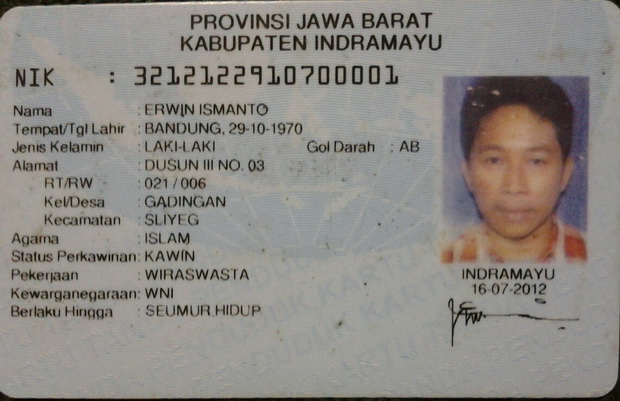 PROVINSI JAWA BARAT
KABUPATEN INDRAMAYU
NIK : 3212122910700001
Nama : ERWIN ISMANTO
Tempat/Tgl Lahir : BANDUNG, 29-10-1970
Jenis Kelamin : LAKI-LAKI Gol Darah : AB
Alamat : DUSUN III NO. 03
RT/RW : 021 / 006
Kel/Desa : GADINGAN
Kecamatan : SLIYEG
Agama : ISLAM
Status Perkawinan: KAWIN
Pekerjaan : WIRASWASTA
Kewarganegaraan: WNI
Berlaku Hingga : SEUMUR HIDUP
INDRAMAYU
16-07-2012